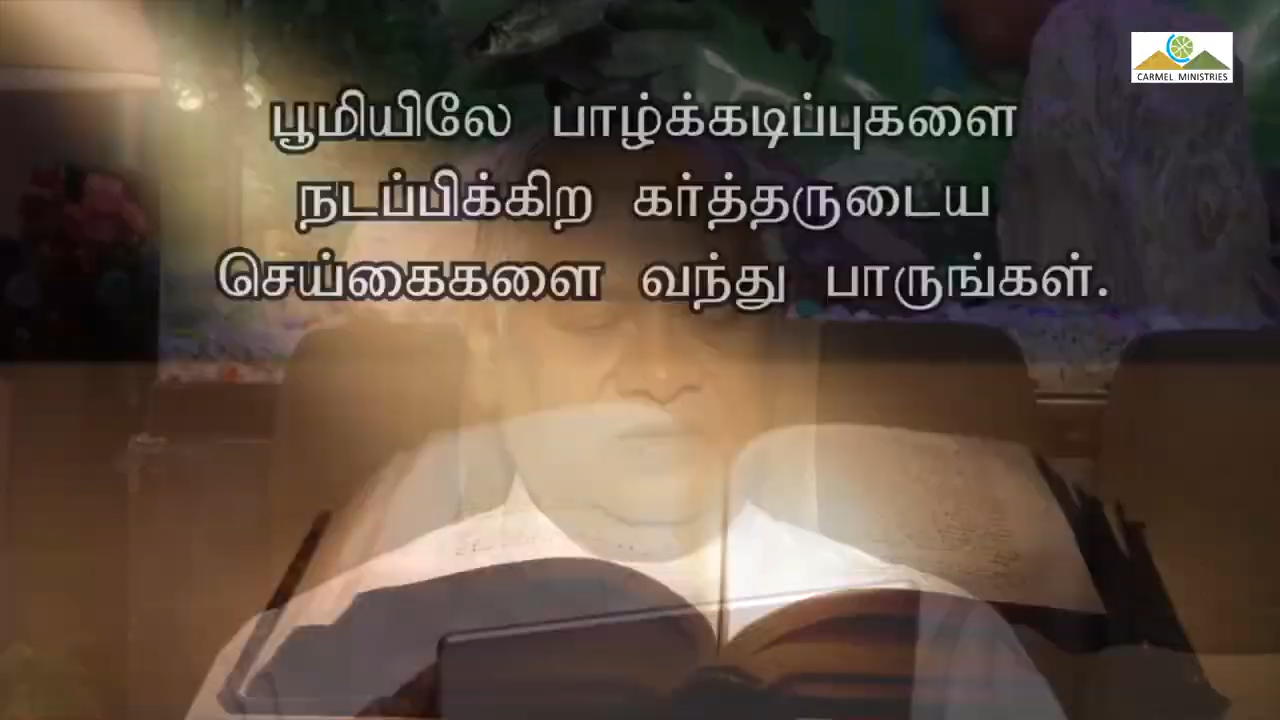 CARMEL MINISTRIES
பூமியிலே பாழ்க்கடிப்புகளை
நடப்பிக்கிற கர்த்தருடைய
செய்கைகளை வந்து பாருங்கள்.